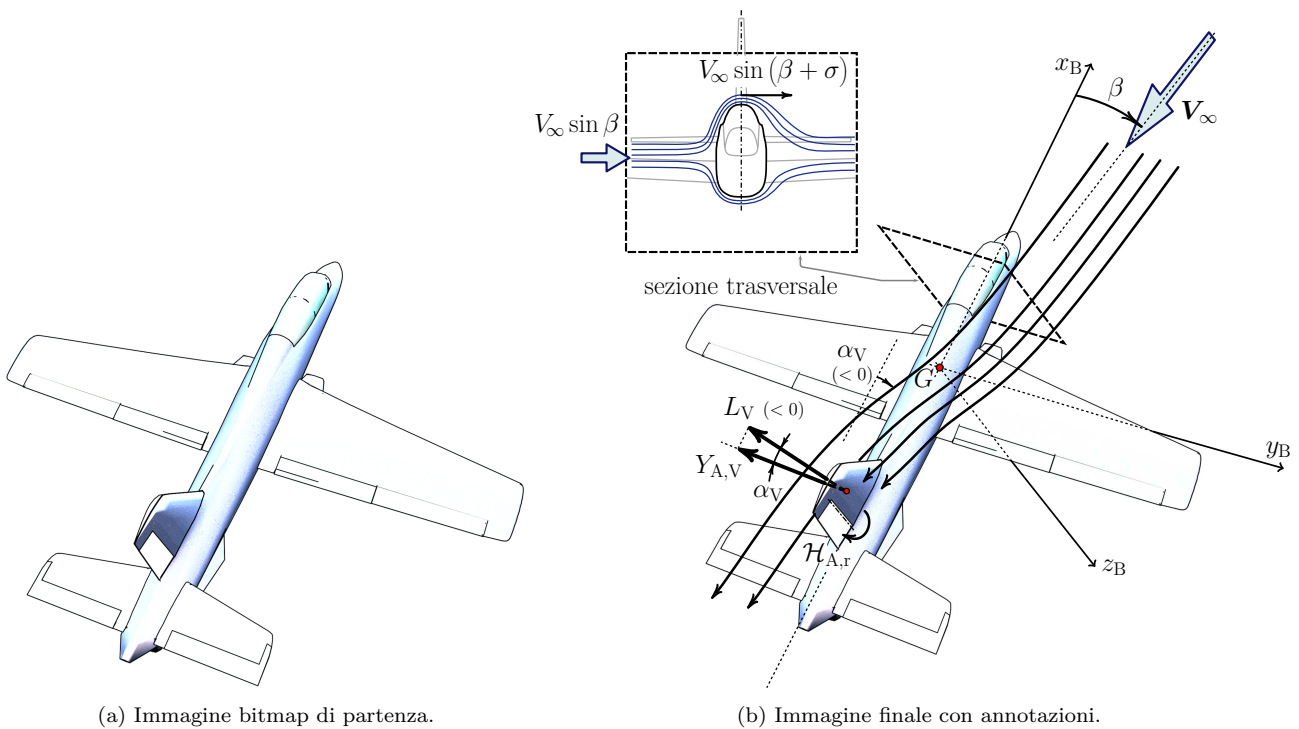 V∞ sin (β + σ)
V∞ sin β
sezione trasversale
x_B
β
V∞
α_V
(< 0)
G
L_V (< 0)
Y_A,V
α_V
ℋ_A,r
y_B
z_B
(a) Immagine bitmap di partenza.
(b) Immagine finale con annotazioni.